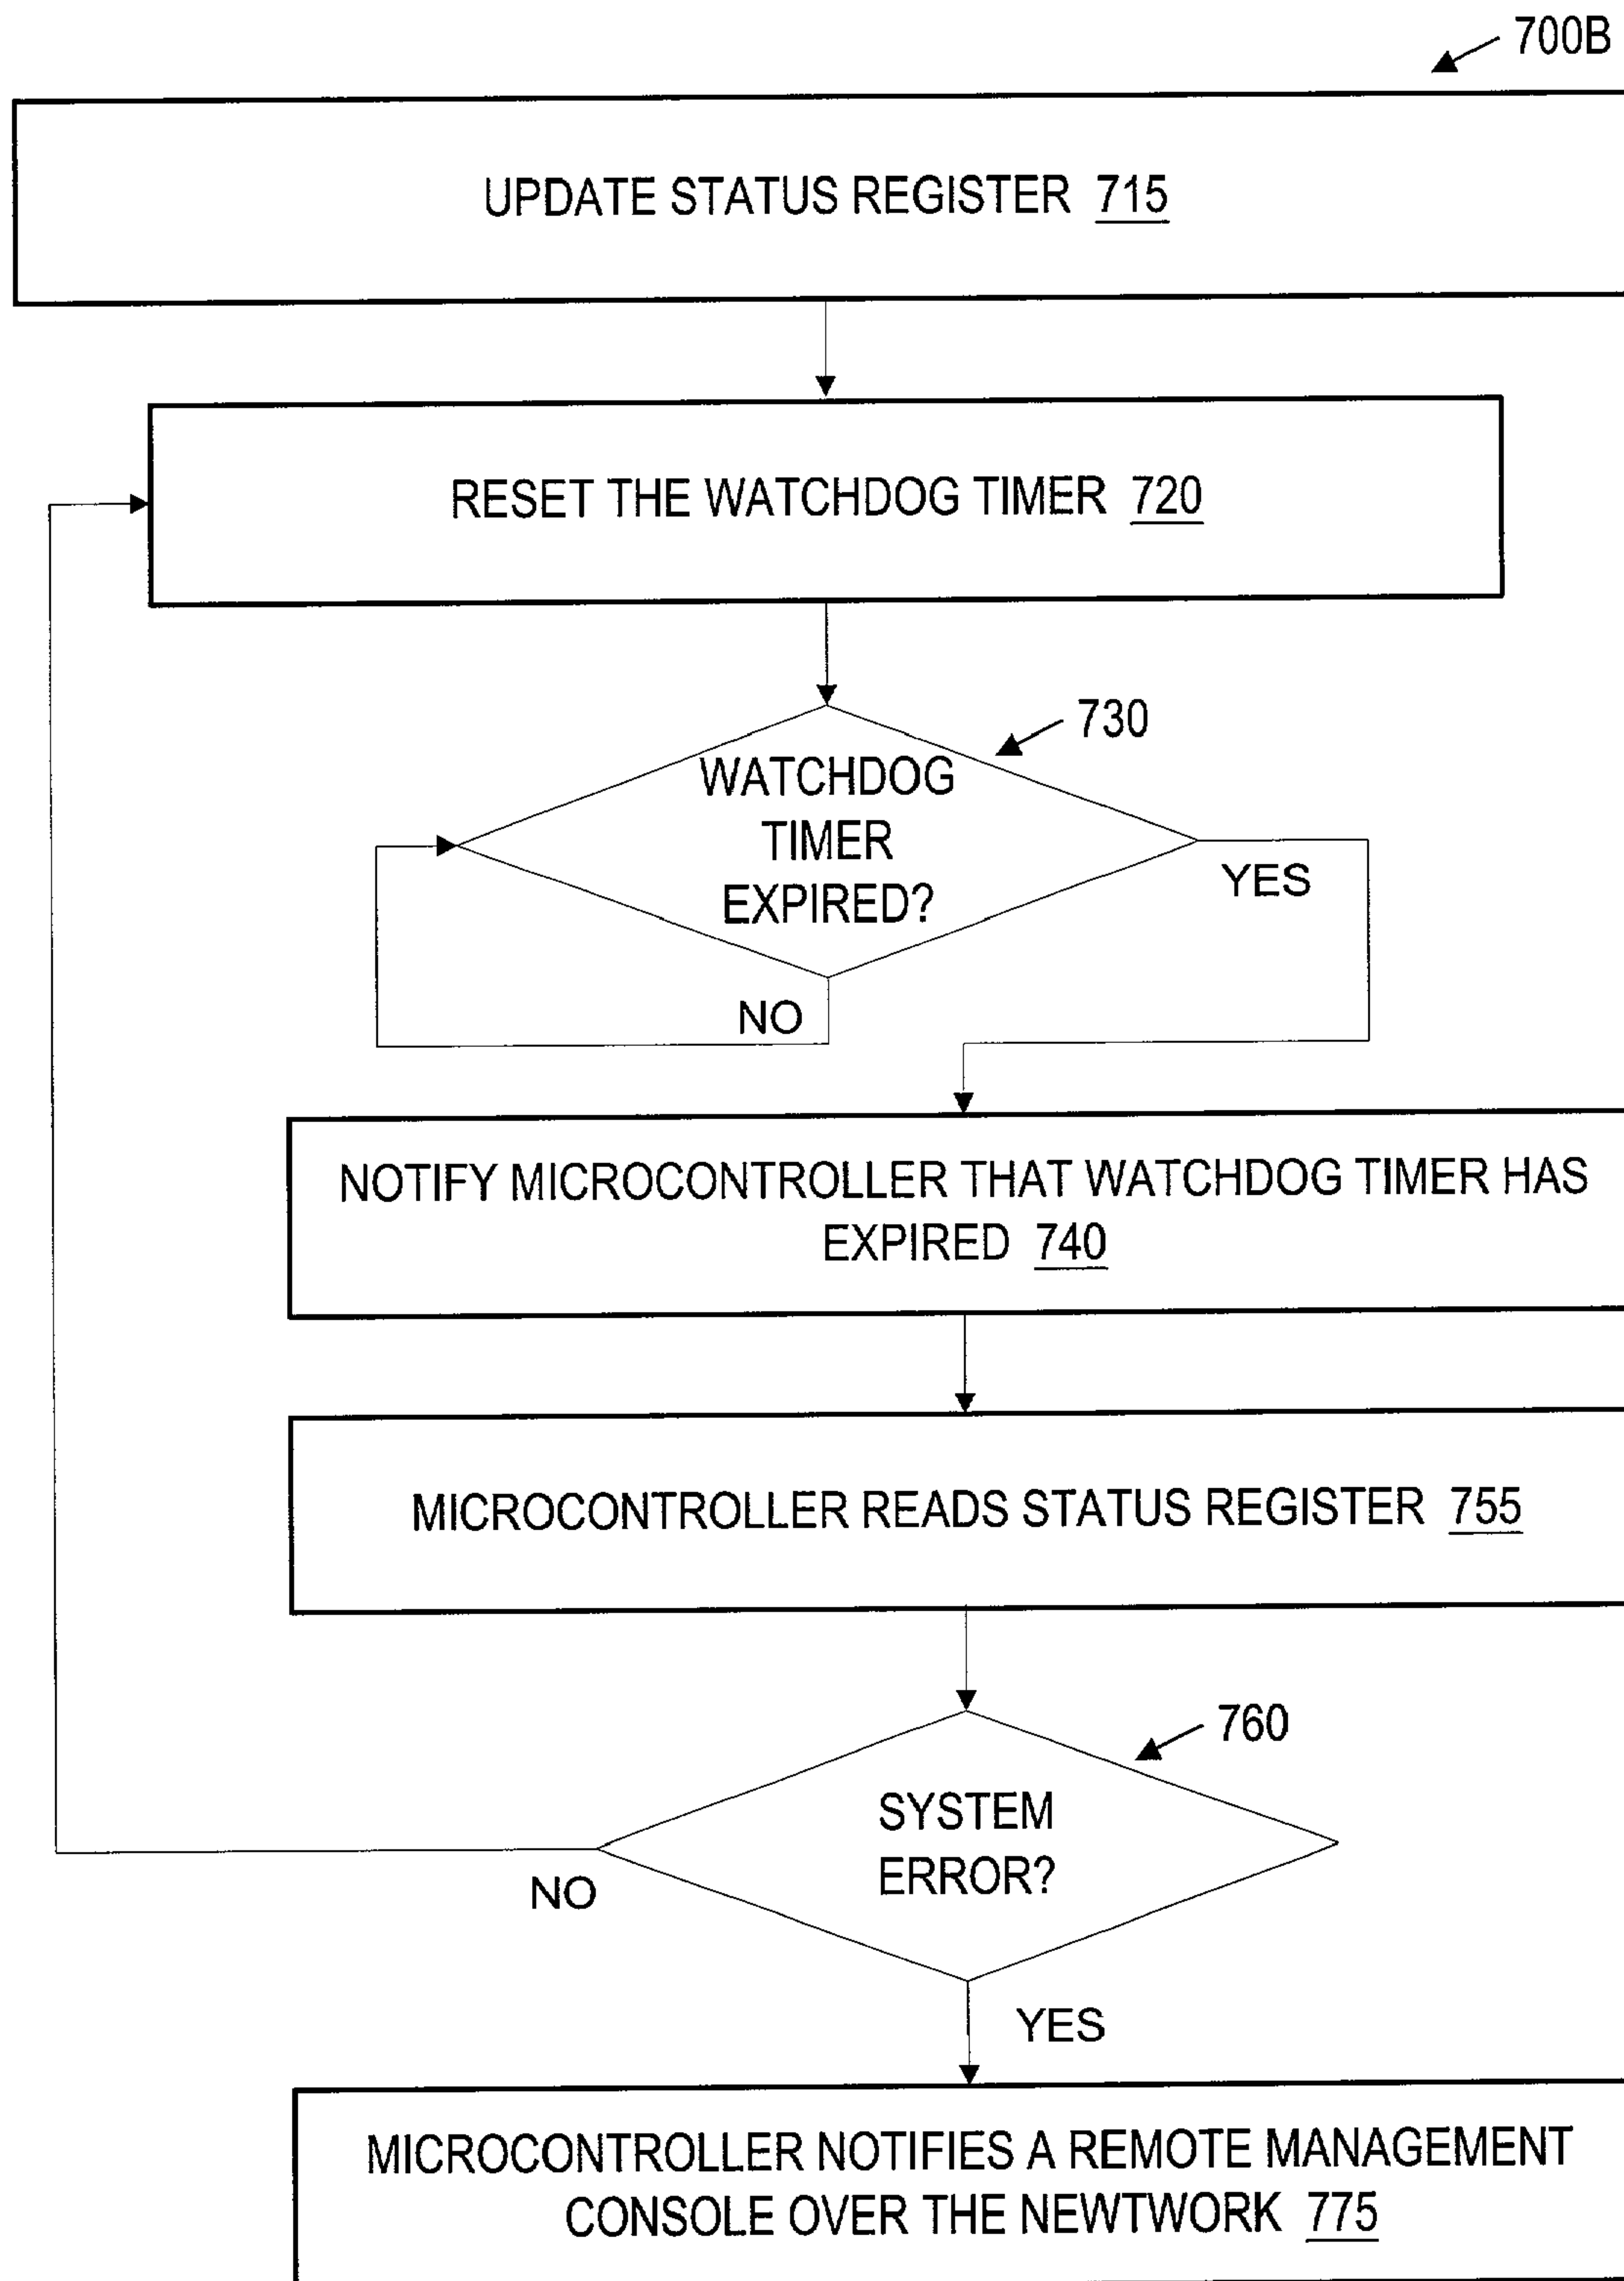 700B
UPDATE STATUS REGISTER 715
RESET THE WATCHDOG TIMER 720
730
WATCHDOG
TIMER
EXPIRED?
YES
NO
NOTIFY MICROCONTROLLER THAT WATCHDOG TIMER HAS
EXPIRED 740
MICROCONTROLLER READS STATUS REGISTER 755
760
SYSTEM
ERROR?
NO
YES
MICROCONTROLLER NOTIFIES A REMOTE MANAGEMENT
CONSOLE OVER THE NEWTWORK 775